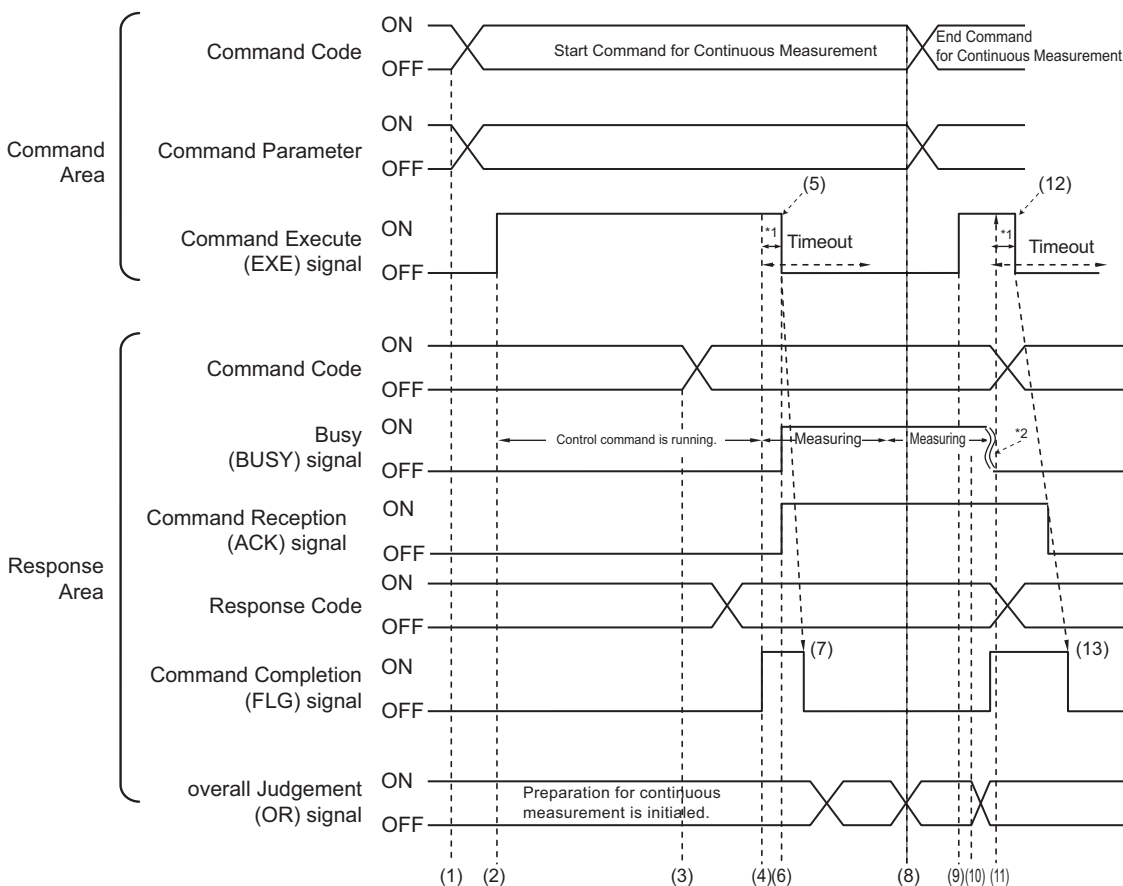 Command
Area
Command Code
ON
OFF
Start Command for Continuous Measurement
End Command
for Continuous Measurement
Command Parameter
ON
OFF
(5)
(12)
Command Execute
(EXE) signal
ON
OFF
*1
Timeout
*1
Timeout
Response
Area
Command Code
ON
OFF
Busy
(BUSY) signal
ON
OFF
Control command is running.
Measuring
Measuring
*2
Command Reception
(ACK) signal
ON
OFF
Response Code
ON
OFF
Command Completion
(FLG) signal
ON
OFF
(7)
(13)
overall Judgement
(OR) signal
ON
OFF
Preparation for continuous
measurement is initialed.
(1) (2) (3) (4)(6) (8) (9)(10) (11)